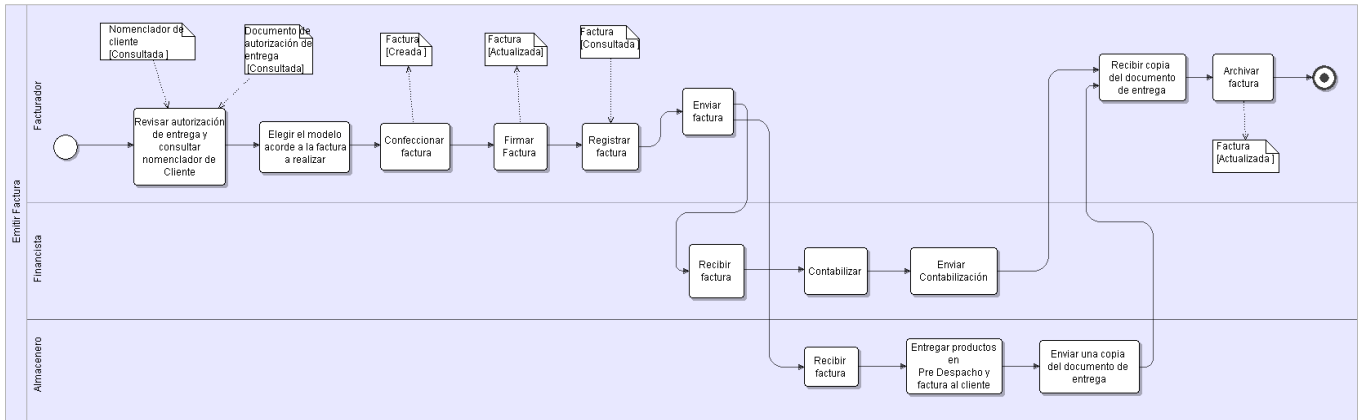 Emitir Factura
Facturador
Nomenclador de
cliente
[Consultada ]
Documento de
autorización de
entrega
[Consultada]
Factura
[Creada ]
Factura
[Actualizada]
Factura
[Consultada ]
Revisar autorización
de entrega y
consultar
nomenclador de
Cliente
Elegir el modelo
acorde a la factura
a realizar
Confeccionar
factura
Firmar
Factura
Registrar
factura
Enviar
factura
Recibir copia
del documento
de entrega
Archivar
factura
Factura
[Actualizada ]
Financista
Recibir
factura
Contabilizar
Enviar
Contabilización
Almacenero
Recibir
factura
Entregar productos
en
Pre Despacho y
factura al cliente
Enviar una copia
del documento de
entrega